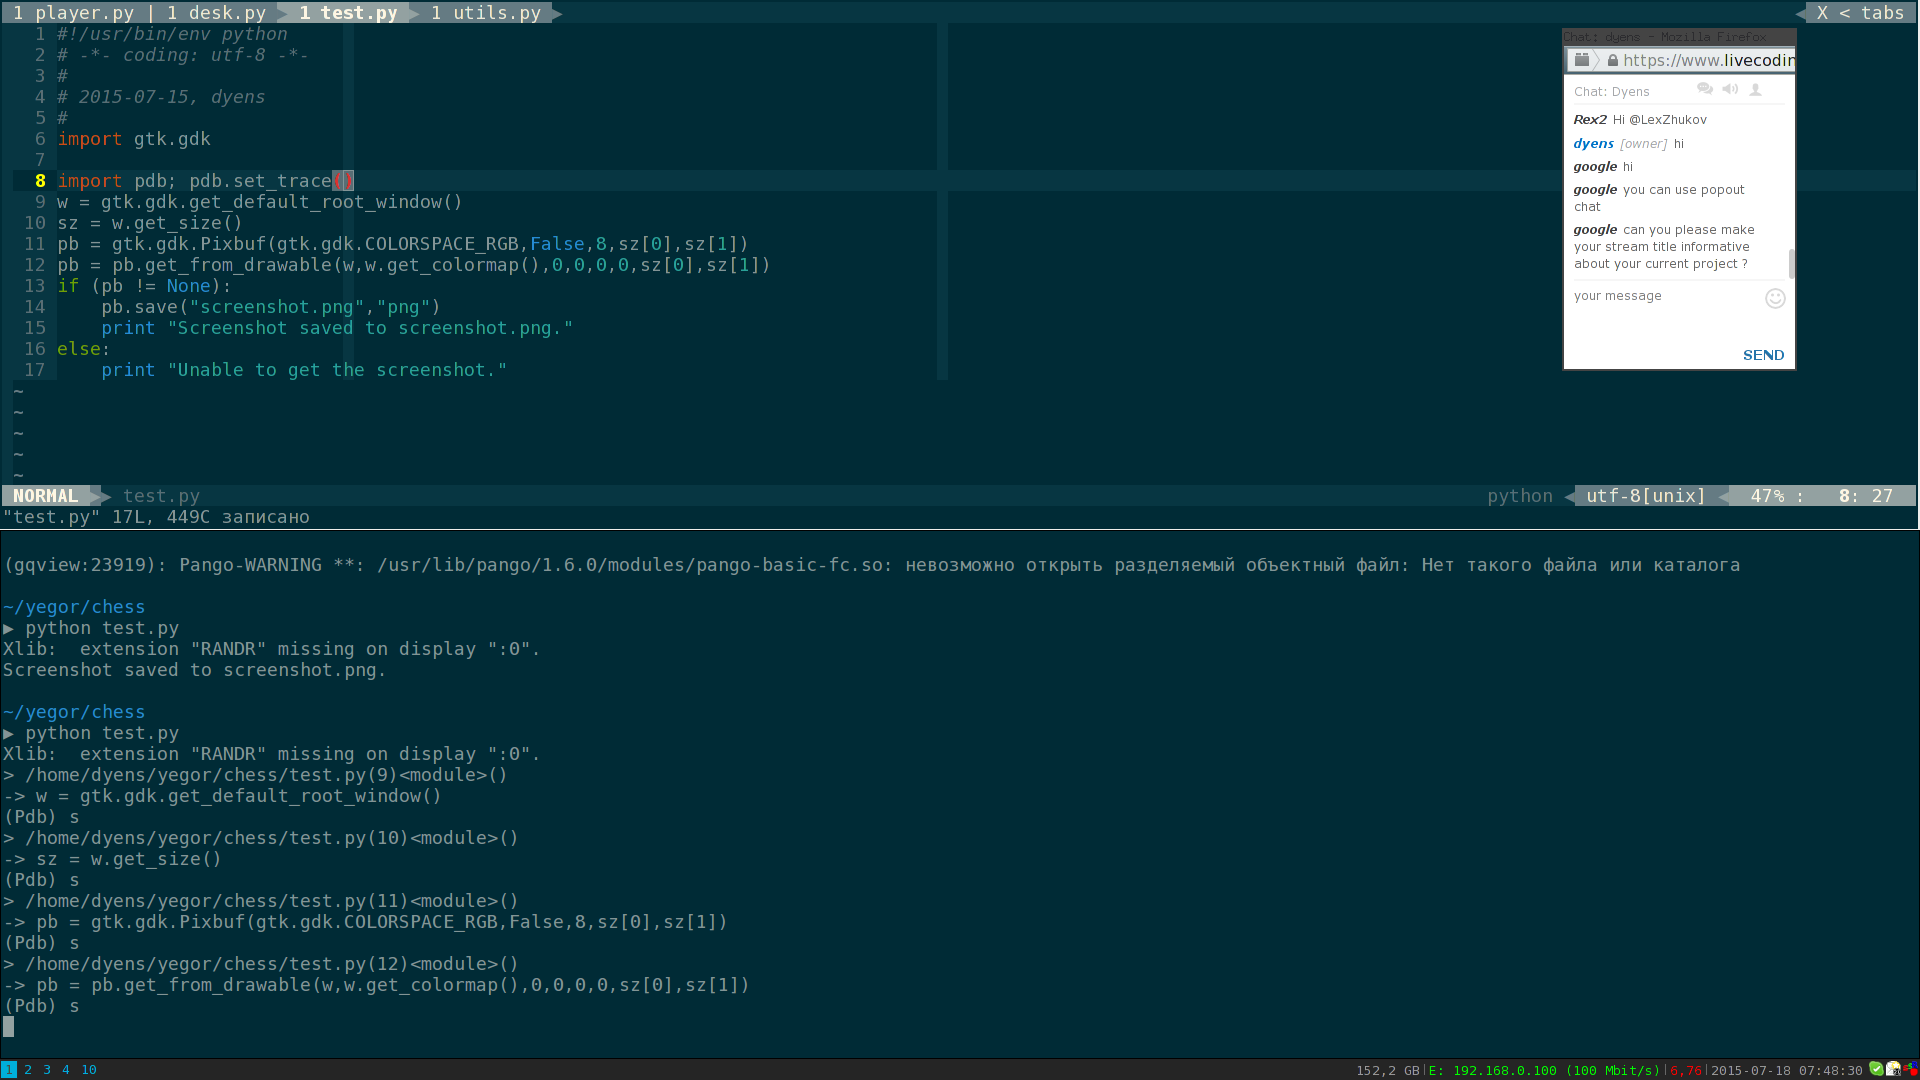 1 player.py | 1 desk.py  1 test.py  1 utils.py  X < tabs
1 #!/usr/bin/env python
2 # -*- coding: utf-8 -*-
3 #
4 # 2015-07-15, dyens
5 #
6 import gtk.gdk
7
8 import pdb; pdb.set_trace()
9 w = gtk.gdk.get_default_root_window()
10 sz = w.get_size()
11 pb = gtk.gdk.Pixbuf(gtk.gdk.COLORSPACE_RGB,False,8,sz[0],sz[1])
12 pb = pb.get_from_drawable(w,w.get_colormap(),0,0,0,0,sz[0],sz[1])
13 if (pb != None):
14     pb.save("screenshot.png","png")
15     print "Screenshot saved to screenshot.png."
16 else:
17     print "Unable to get the screenshot."
~
~
~
~
~
NORMAL  test.py  python  utf-8[unix]  47% :  8: 27
"test.py" 17L, 449C записано
Chat: dyens - Mozilla Firefox
https://www.livecodin
Chat: Dyens
Rex2 Hi @LexZhukov
dyens [owner] hi
google hi
google you can use popout
chat
google can you please make
your stream title informative
about your current project ?
your message
SEND
(gqview:23919): Pango-WARNING **: /usr/lib/pango/1.6.0/modules/pango-basic-fc.so: невозможно открыть разделяемый объектный файл: Нет такого файла или каталога
~/yegor/chess
▶ python test.py
Xlib:  extension "RANDR" missing on display ":0".
Screenshot saved to screenshot.png.
~/yegor/chess
▶ python test.py
Xlib:  extension "RANDR" missing on display ":0".
> /home/dyens/yegor/chess/test.py(9)<module>()
-> w = gtk.gdk.get_default_root_window()
(Pdb) s
> /home/dyens/yegor/chess/test.py(10)<module>()
-> sz = w.get_size()
(Pdb) s
> /home/dyens/yegor/chess/test.py(11)<module>()
-> pb = gtk.gdk.Pixbuf(gtk.gdk.COLORSPACE_RGB,False,8,sz[0],sz[1])
(Pdb) s
> /home/dyens/yegor/chess/test.py(12)<module>()
-> pb = pb.get_from_drawable(w,w.get_colormap(),0,0,0,0,sz[0],sz[1])
(Pdb) s
1 2 3 4 10  152,2 GB|E: 192.168.0.100 (100 Mbit/s)|6,76|2015-07-18 07:48:30